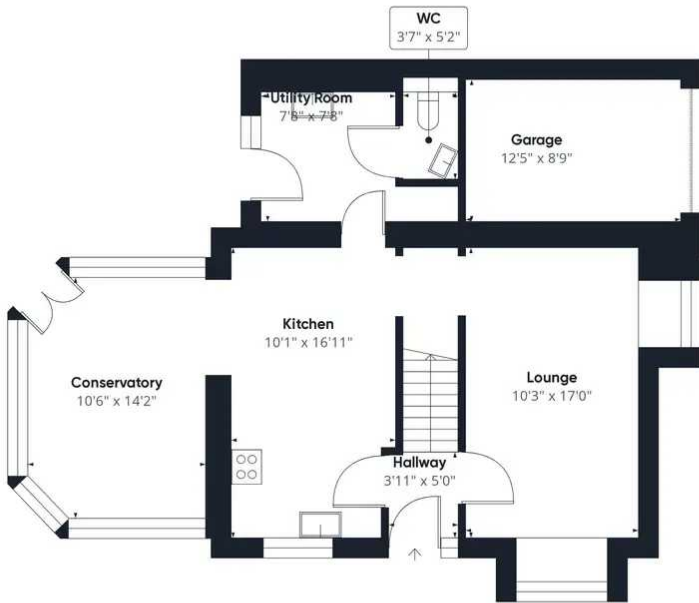 WC
3'7" x 5'2"
Utility Room
7'8" x 7'8"
Garage
12'5" x 8'9"
Kitchen
10'1" x 16'11"
Conservatory
10'6" x 14'2"
Lounge
10'3" x 17'0"
Hallway
3'11" x 5'0"